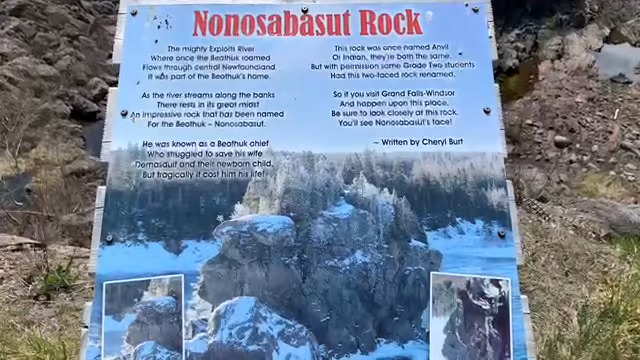 Nonosabasut Rock
The mighty Exploits River
Flows from central Newfoundland
Where once the Beothuk roamed
It was part of the Beothuk's home.
As the river streams along the banks
There rests in its great midst
An impressive rock that has been named
For the Beothuk – Nonosabasut.
He was known as a Beothuk Chief
Who struggled to save his wife
Demasduit and their newborn child,
But tragically it cost him his life!
This rock was once named Anvil
Or Indian, they're both the same.
But with permission some Grade Two students
Had this two-faced rock renamed.
So if you visit Grand Falls-Windsor
And happen upon this place,
Be sure to look closely at this rock,
You'll see Nonosabasut's face!
~ Written by Cheryl Burt